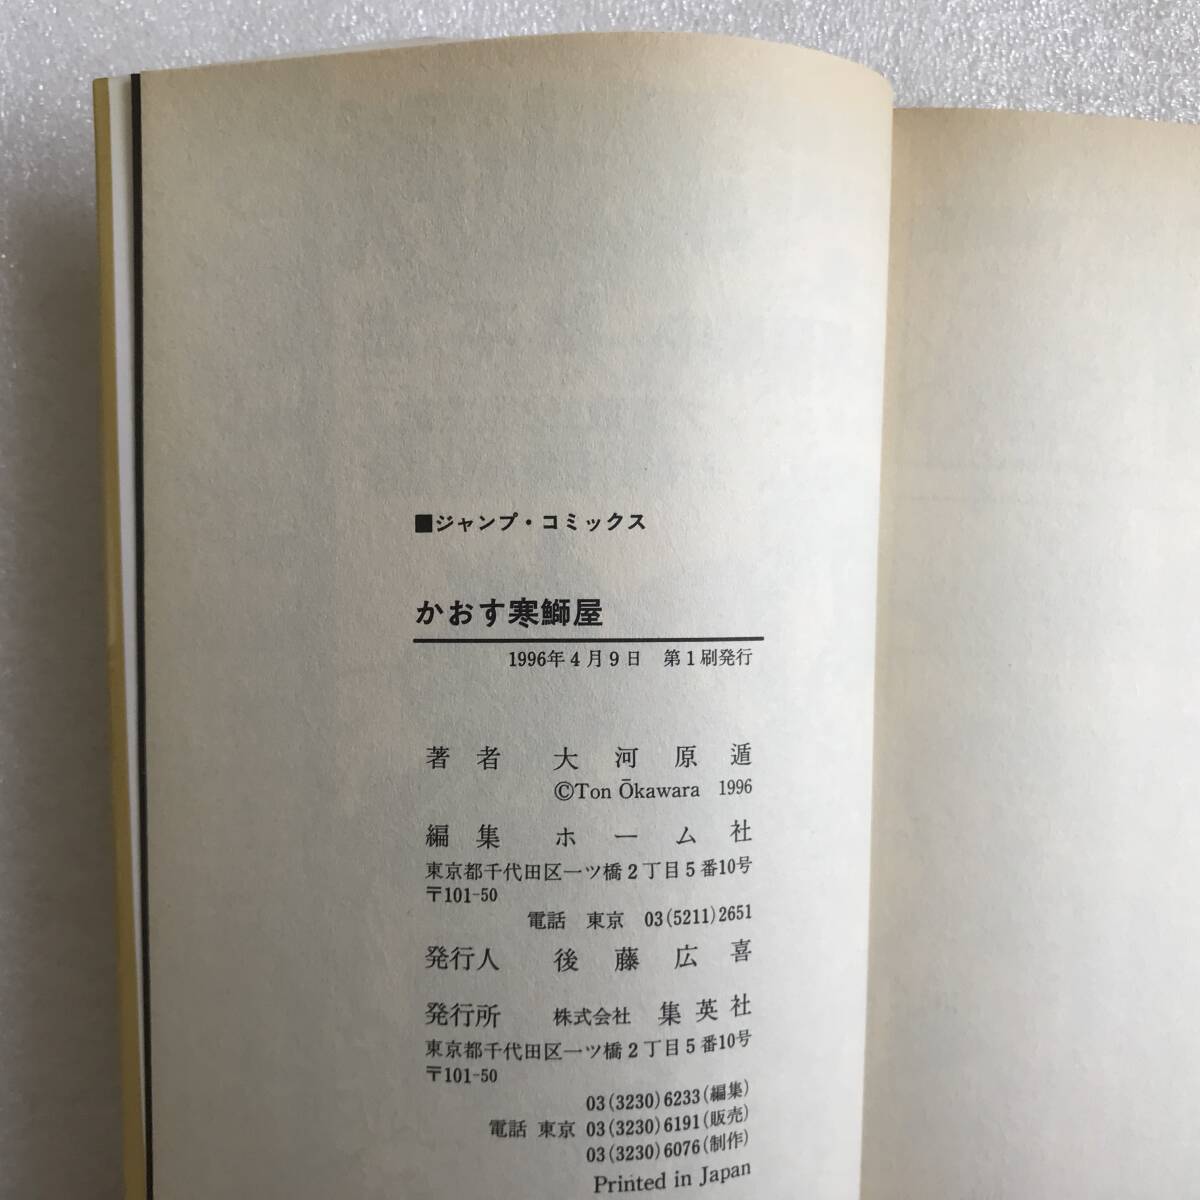 ■ジャンプ・コミックス
かおす寒鰤屋
1996年4月9日 第1刷発行
著者 大河原遁
©Ton Ōkawara 1996
編集 ホーム社
東京都千代田区一ツ橋2丁目5番10号
〒101-50
電話 東京 03(5211)2651
発行人 後藤広喜
発行所 株式会社 集英社
東京都千代田区一ツ橋2丁目5番10号
〒101-50
03(3230)6233(編集)
電話 東京 03(3230)6191(販売)
03(3230)6076(制作)
Printed in Japan